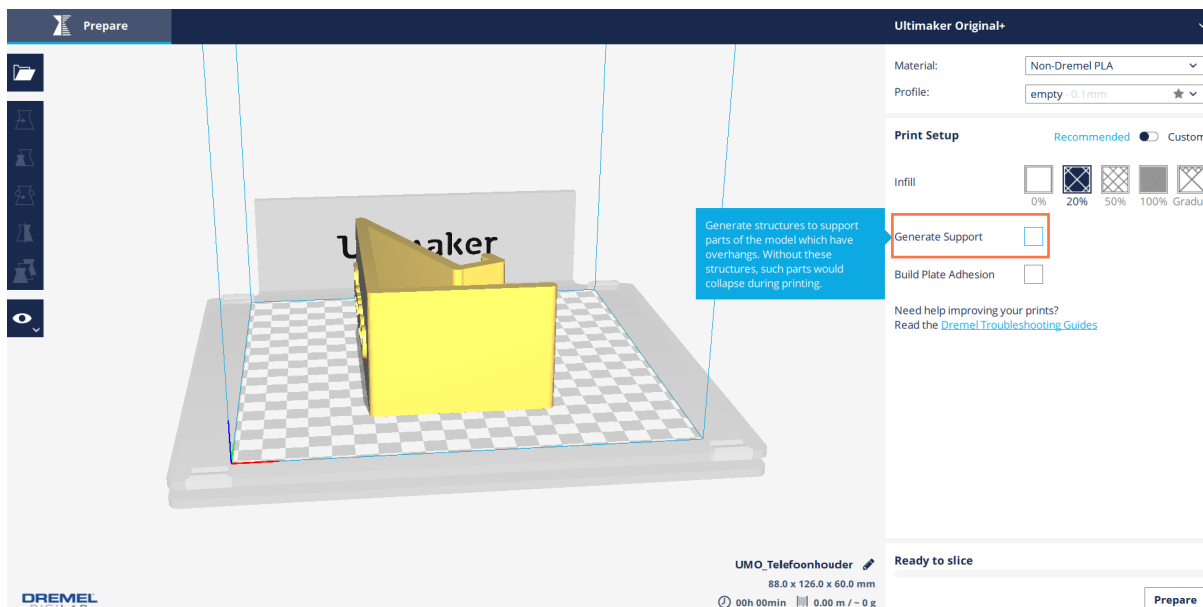 Prepare
Ultimaker Original+
Material:
Non-Dremel PLA
Profile:
empty - 0.1mm
Print Setup
Recommended
Custom
Infill
0%
20%
50%
100%
Gradu
Generate structures to support
parts of the model which have
overhangs. Without these
structures, such parts would
collapse during printing.
Generate Support
Build Plate Adhesion
Need help improving your prints?
Read the Dremel Troubleshooting Guides
UMO_Telefoonhouder
88.0 x 126.0 x 60.0 mm
00h 00min
0.00 m / ~ 0 g
Ready to slice
Prepare
DREMEL